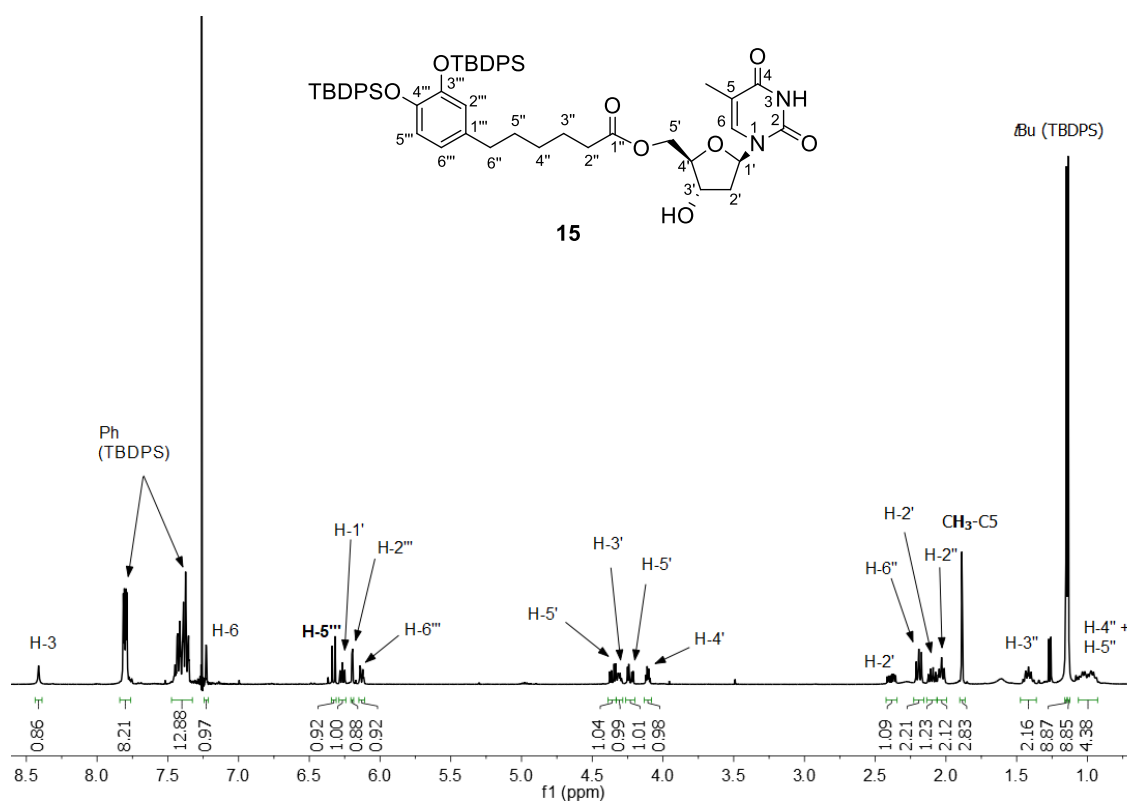 OTBDPS
TBDPSO
4'''
3'''
2'''
1'''
5'''
6'''
6''
5''
4''
3''
2''
O
1''
O
5'
O
4'
3'
2'
1'
HO
5
4
O
3
NH
6
1
N
2
O
15
tBu (TBDPS)
Ph
(TBDPS)
H-3
H-6
H-5'''
H-1'
H-2'''
H-6'''
H-5'
H-3'
H-5'
H-4'
H-2'
H-6''
H-2'
H-2''
CH3-C5
H-3''
H-4'' +
H-5''
0.86
8.21
12.88
0.97
0.92
1.00
0.88
0.92
1.04
0.99
1.01
0.98
1.09
2.21
1.23
2.12
2.83
2.16
8.87
8.85
4.38
8.5 8.0 7.5 7.0 6.5 6.0 5.5 5.0 4.5 4.0 3.5 3.0 2.5 2.0 1.5 1.0
f1 (ppm)